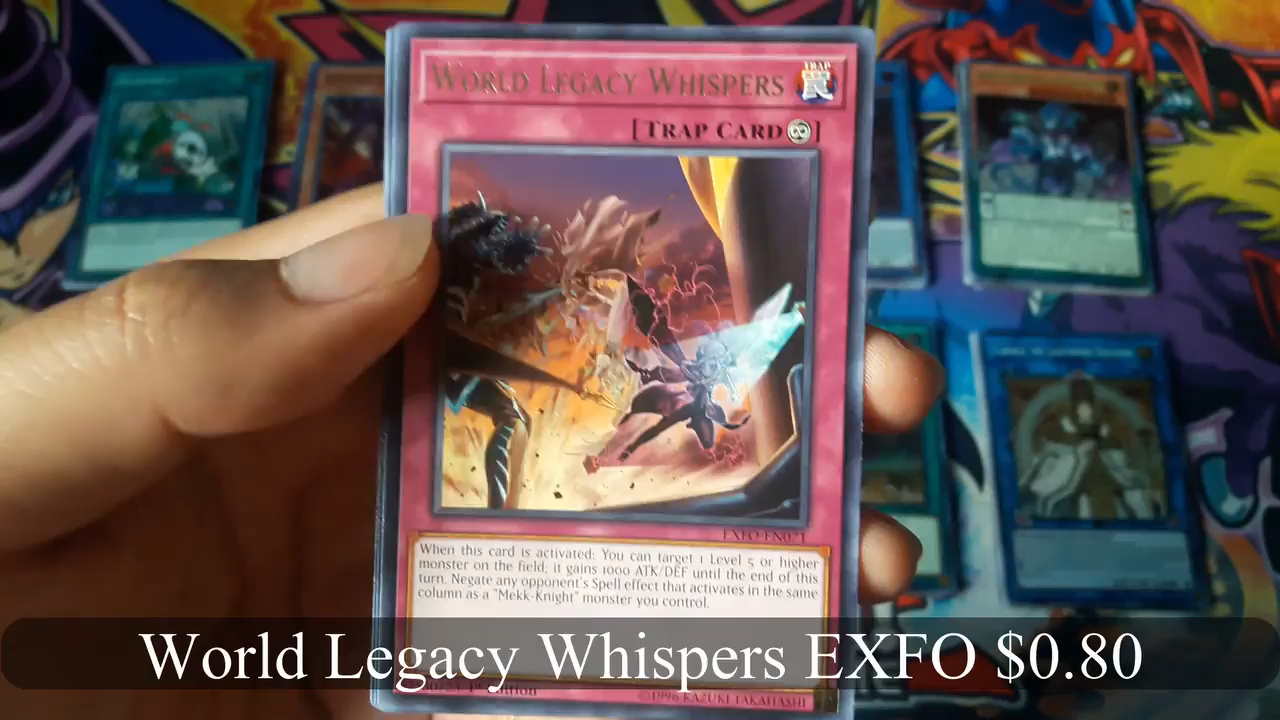 WORLD LEGACY WHISPERS
TRAP
罠
[TRAP CARD ]
EXFO-EN071
When this card is activated: You can target 1 Level 5 or higher
monster on the field; it gains 1000 ATK/DEF until the end of this
turn. Negate any opponent's Spell effect that activates in the same
column as a "Mekk-Knight" monster you control.
World Legacy Whispers EXFO $0.80
1st Edition
©1996 KAZUKI TAKAHASHI